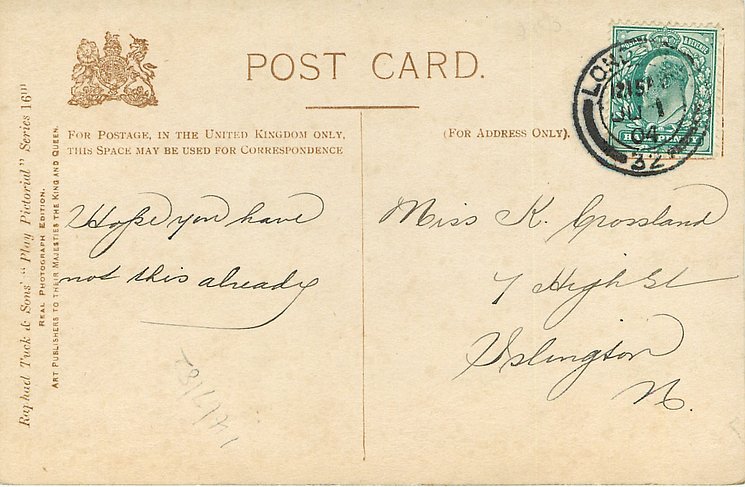 POST CARD.
FOR POSTAGE, IN THE UNITED KINGDOM ONLY,
THIS SPACE MAY BE USED FOR CORRESPONDENCE
(FOR ADDRESS ONLY).
Raphael Tuck & Sons' "Play Pictorial" Series 16111
REAL PHOTOGRAPH EDITION.
ART PUBLISHERS TO THEIR MAJESTIES THE KING AND QUEEN.
Hope you have
not this already
Miss K. Crossland
7 High St
Islington
N.
LONDON
04
32